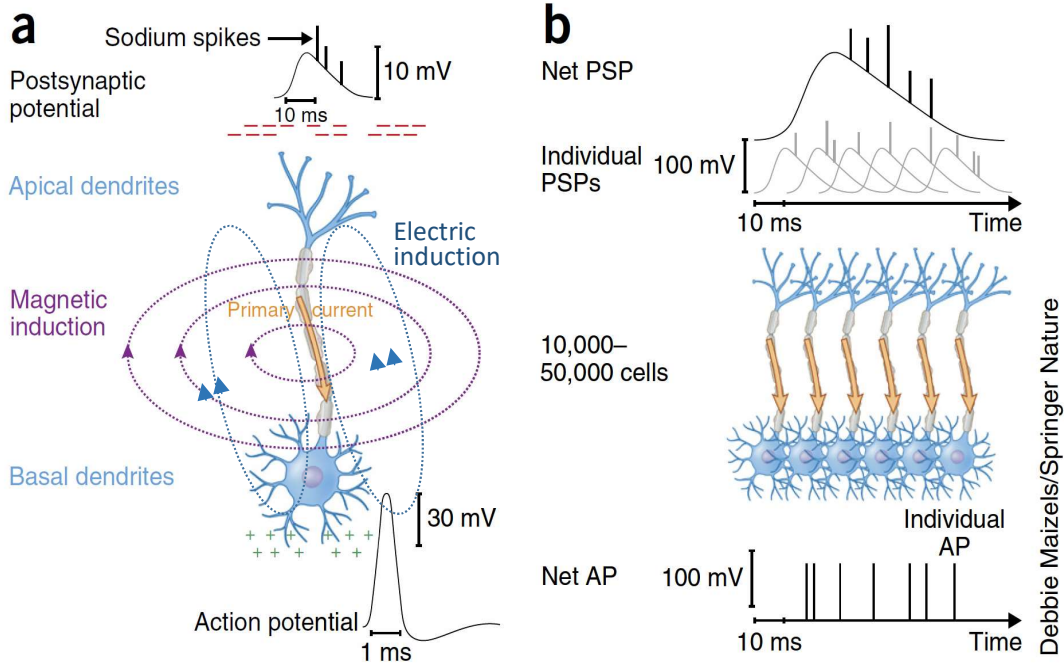 a
Sodium spikes
Postsynaptic
potential
10 mV
10 ms
Apical dendrites
Electric
induction
Magnetic
induction
Primary current
Basal dendrites
30 mV
Action potential
1 ms
b
Net PSP
Individual
PSPs
100 mV
10 ms
Time
10,000–
50,000 cells
Individual
AP
Net AP
100 mV
10 ms
Time
Debbie Maizels/Springer Nature